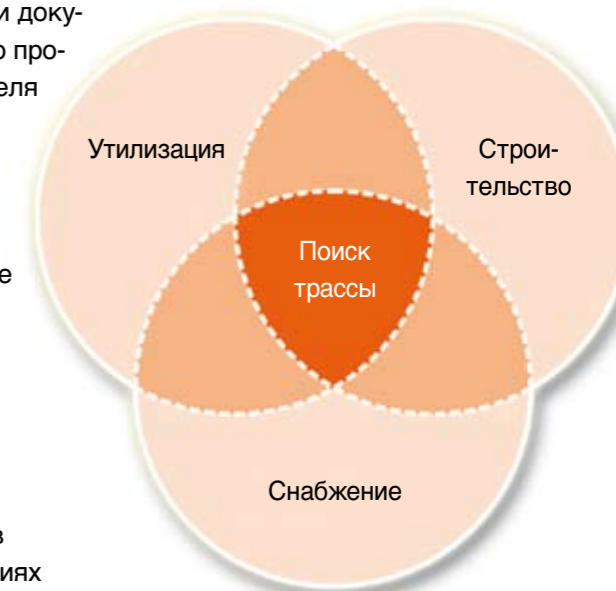 и доку-
о про-
еля
е
в
иях
Утилизация
Строи-
тельство
Поиск
трассы
Снабжение